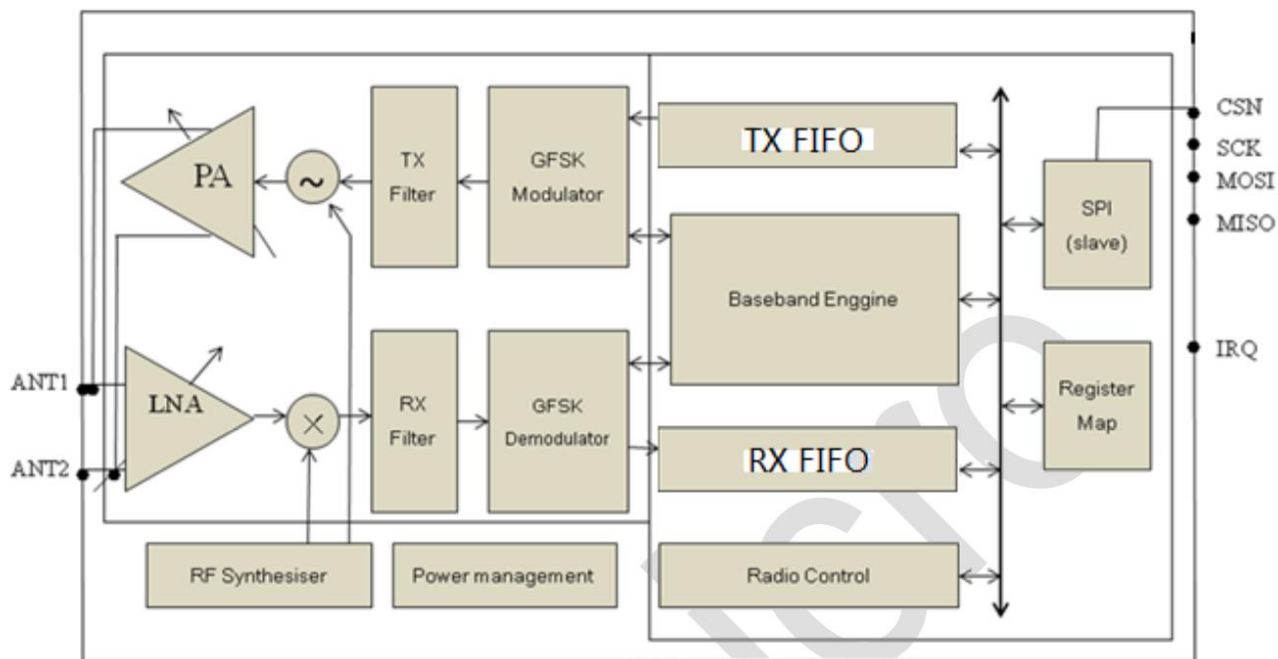 CSN
SCK
MOSI
MISO
IRQ
ANT1
ANT2
PA
~
TX
Filter
GFSK
Modulator
TX FIFO
Baseband Enggine
SPI
(slave)
LNA
×
RX
Filter
GFSK
Demodulator
RX FIFO
Register
Map
RF Synthesiser
Power management
Radio Control